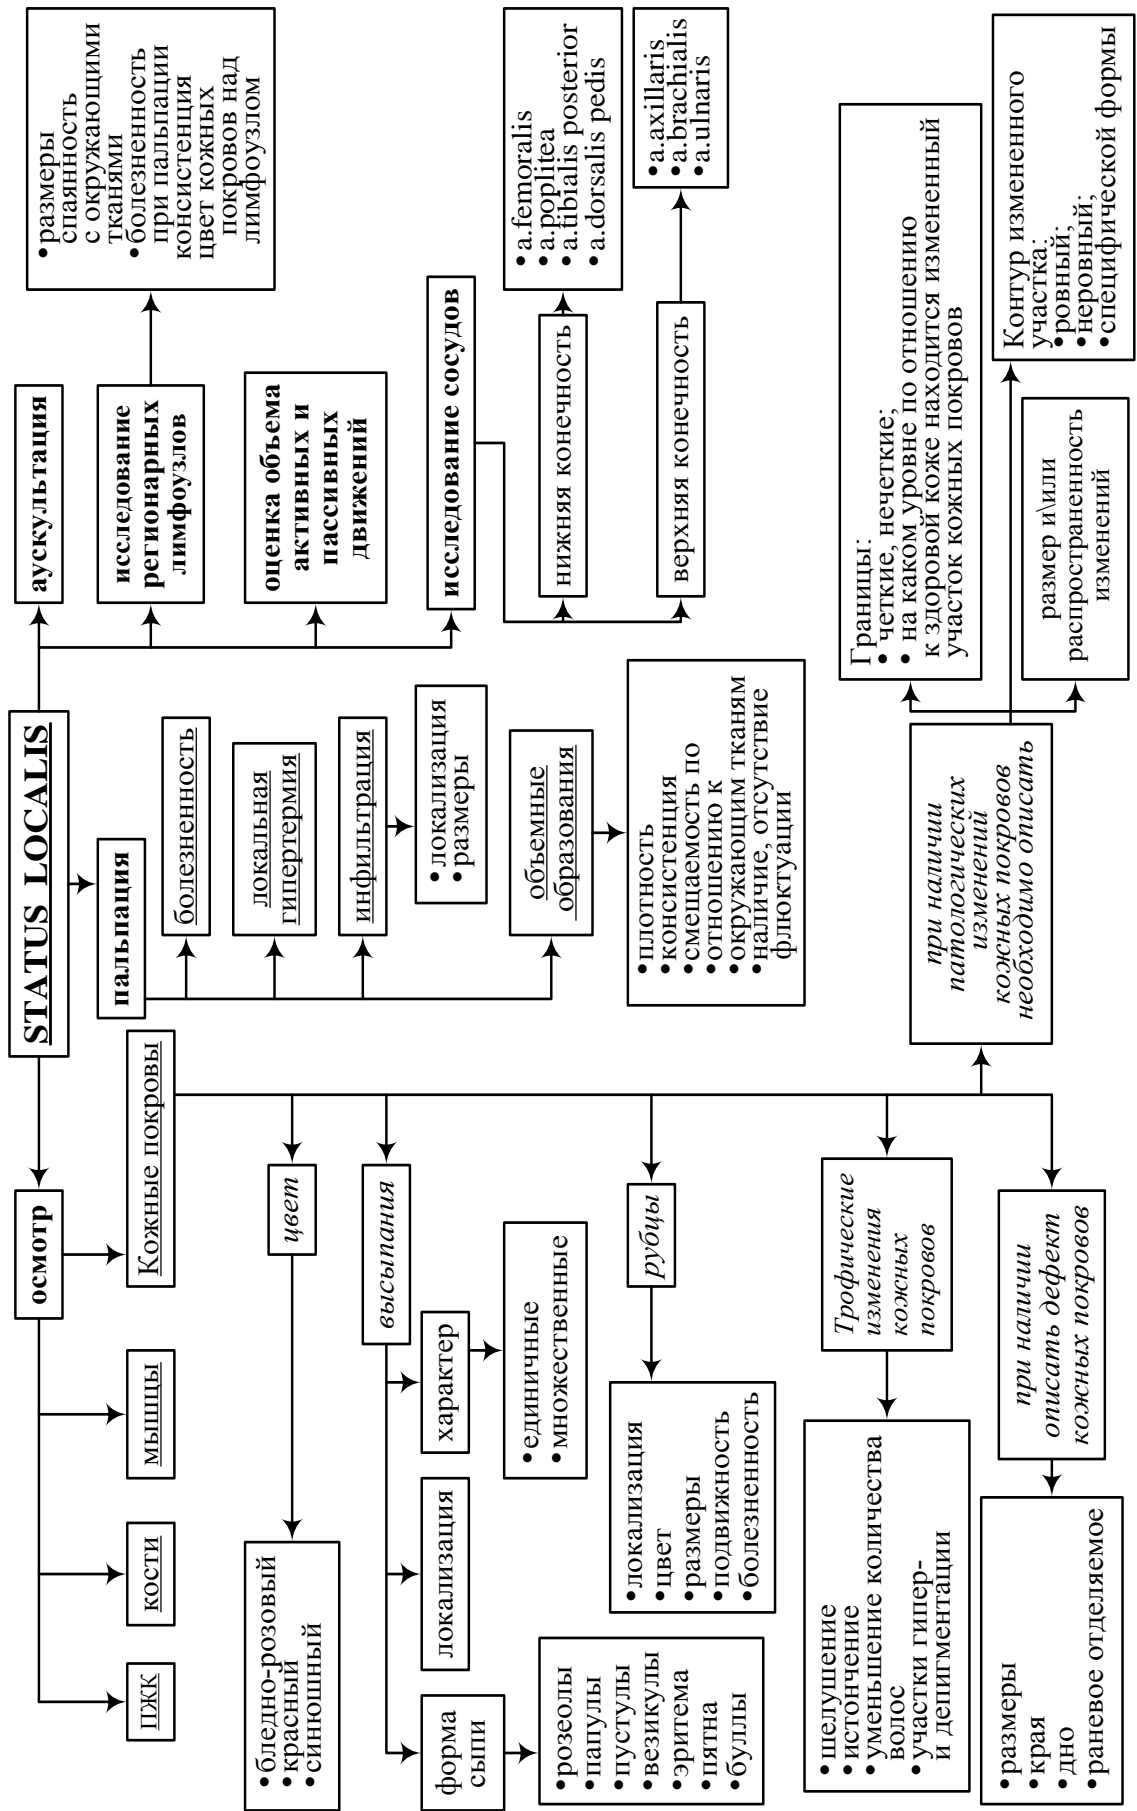 STATUS LOCALIS
осмотр
ПЖК
кости
мышцы
Кожные покровы
цвет
•бледно-розовый
•красный
•синюшный
высыпания
форма
сыпи
•розеолы
•папулы
•пустулы
•везикулы
•эритема
•пятна
•буллы
локализация
характер
•единичные
•множественные
рубцы
•локализация
•цвет
•размеры
•подвижность
•болезненность
Трофические
изменения
кожных
покровов
•шелушение
•истончение
•уменьшение количества
волос
•участки гипер-
и депигментации
при наличии
описать дефект
кожных покровов
•размеры
•края
•дно
•раневое отделяемое
при наличии
патологических
изменений
кожных покровов
необходимо описать
Границы:
• четкие, нечеткие;
• на каком уровне по отношению
к здоровой коже находится измененный
участок кожных покровов
размер и\или
распространенность
изменений
Контур измененного
участка:
•ровный;
•неровный;
•специфической формы
пальпация
болезненность
локальная
гипертермия
инфильтрация
•локализация
•размеры
объемные
образования
•плотность
•консистенция
•смещаемость по
•отношению к
•окружающим тканям
•наличие, отсутствие
флюктуации
аускультация
исследование
регионарных
лимфоузлов
•размеры
спаянность
с окружающими
тканями
•болезненность
при пальпации
консистенция
цвет кожных
покровов над
лимфоузлом
оценка объема
активных и
пассивных
движений
исследование сосудов
нижняя конечность
•a.femoralis
•a.poplitea
•a.tibialis posterior
•a.dorsalis pedis
верхняя конечность
•a.axillaris
•a.brachialis
•a.ulnaris